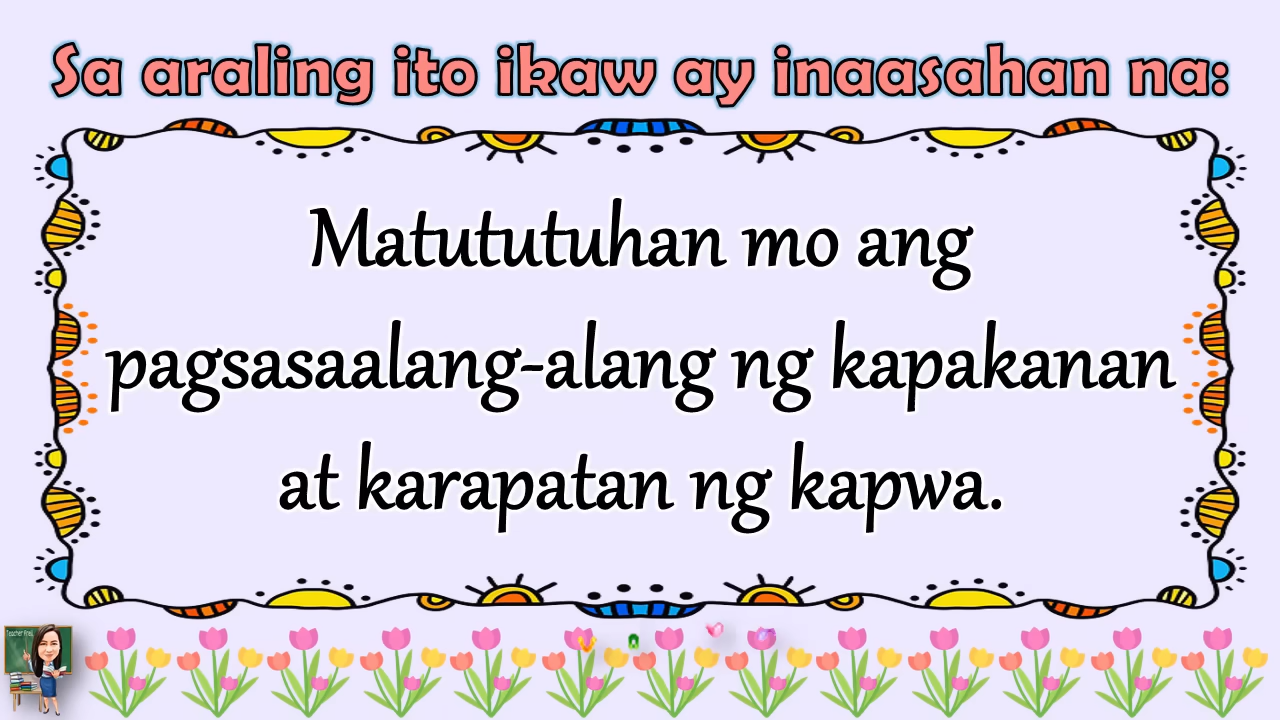 Sa araling ito ikaw ay inaasahan na:
Matututuhan mo ang
pagsasaalang-alang ng kapakanan
at karapatan ng kapwa.